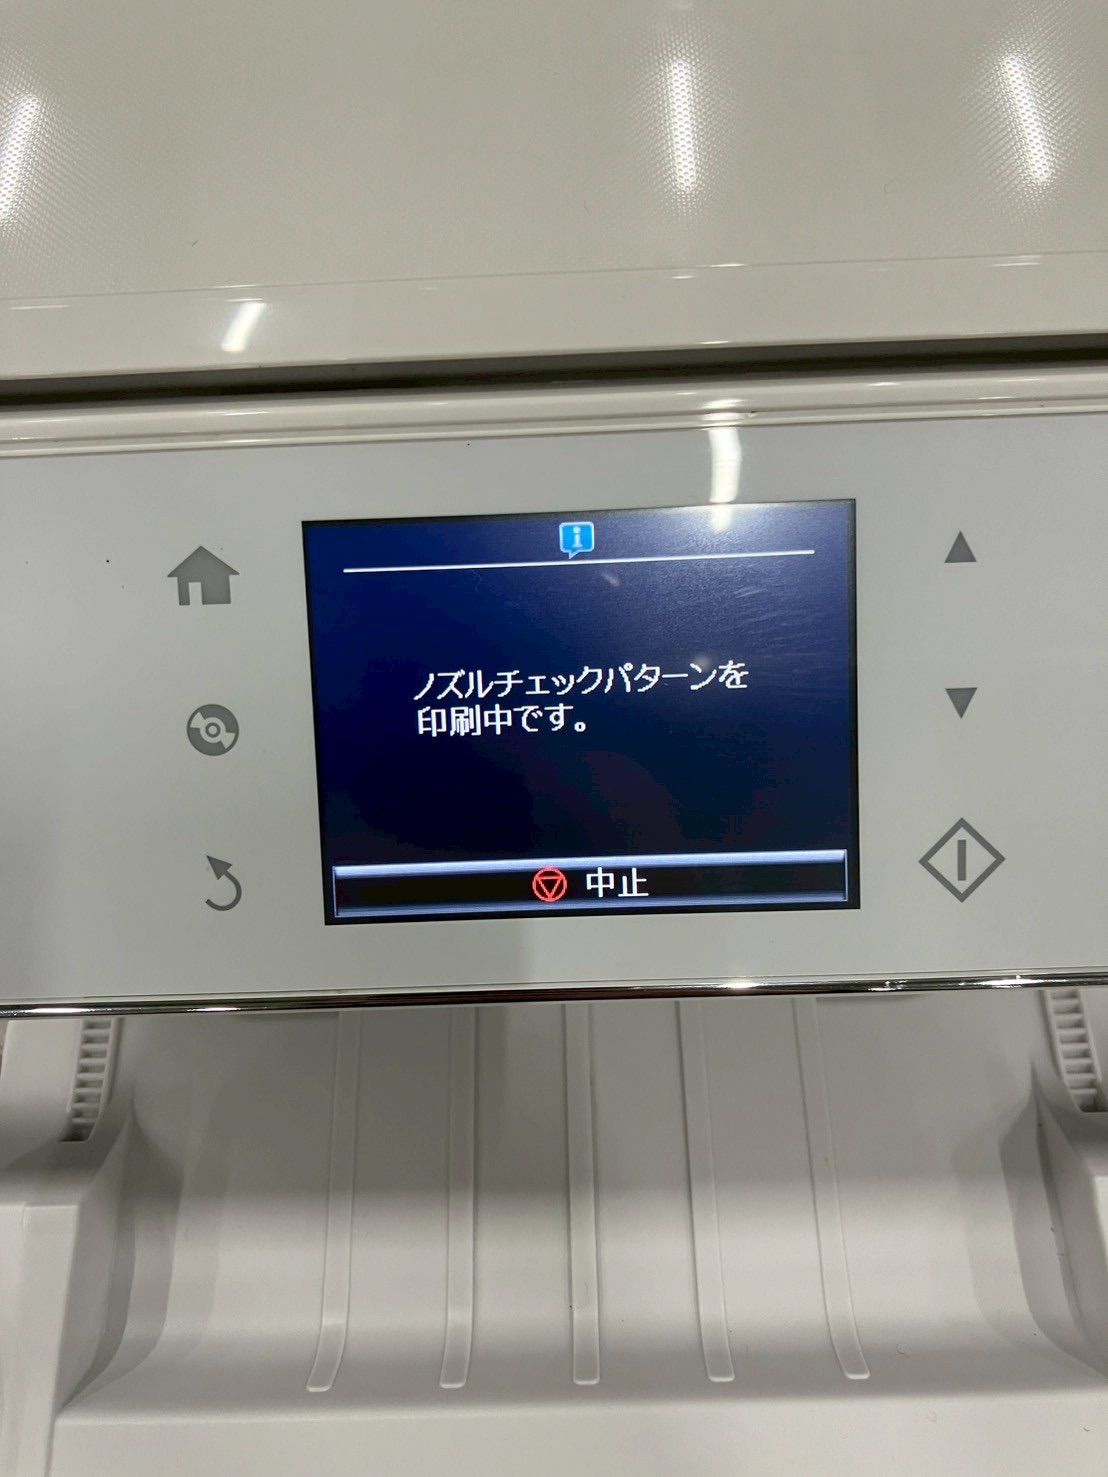 ノズルチェックパターンを
印刷中です。
中止